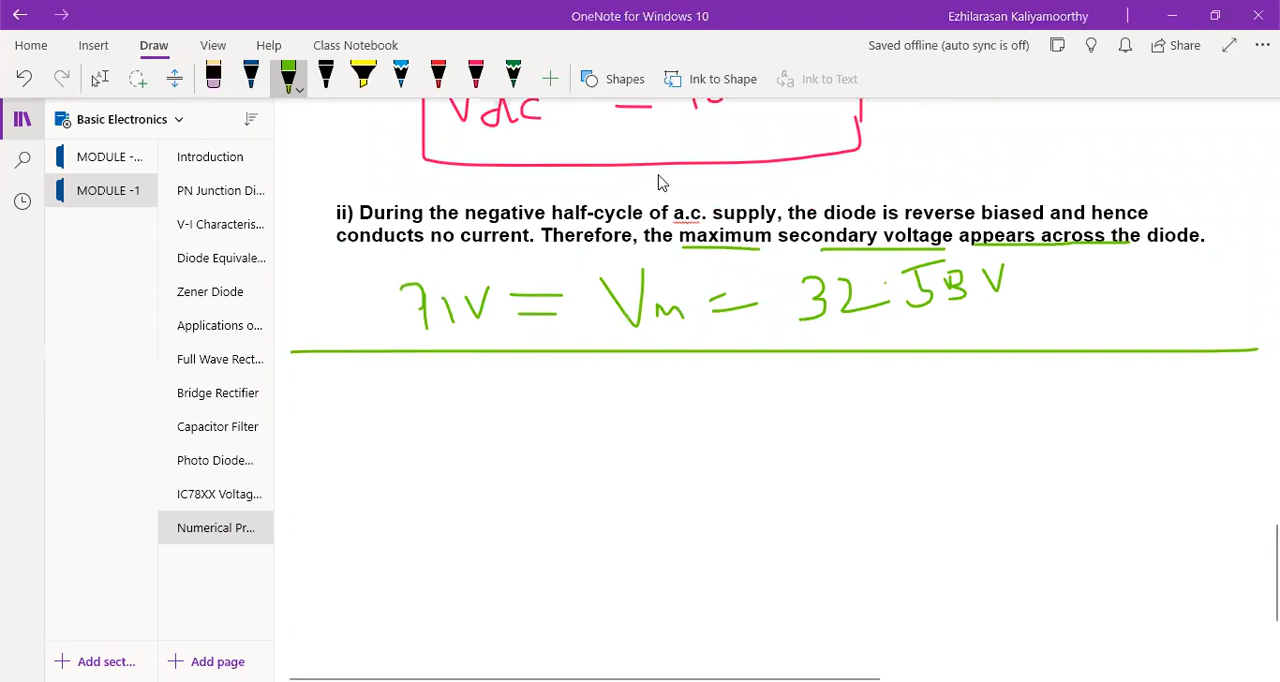 OneNote for Windows 10
Ezhilarasan Kaliyamoorthy
Home Insert Draw View Help Class Notebook
Saved offline (auto sync is off) Share
Shapes Ink to Shape Ink to Text
Basic Electronics
MODULE -...
MODULE -1
Introduction
PN Junction Di...
V-I Characteris...
Diode Equivale...
Zener Diode
Applications o...
Full Wave Rect...
Bridge Rectifier
Capacitor Filter
Photo Diode...
IC78XX Voltag...
Numerical Pr...
Add sect...
Add page
Vdc =
ii) During the negative half-cycle of a.c. supply, the diode is reverse biased and hence
conducts no current. Therefore, the maximum secondary voltage appears across the diode.
PIV = Vm = 32.53 V